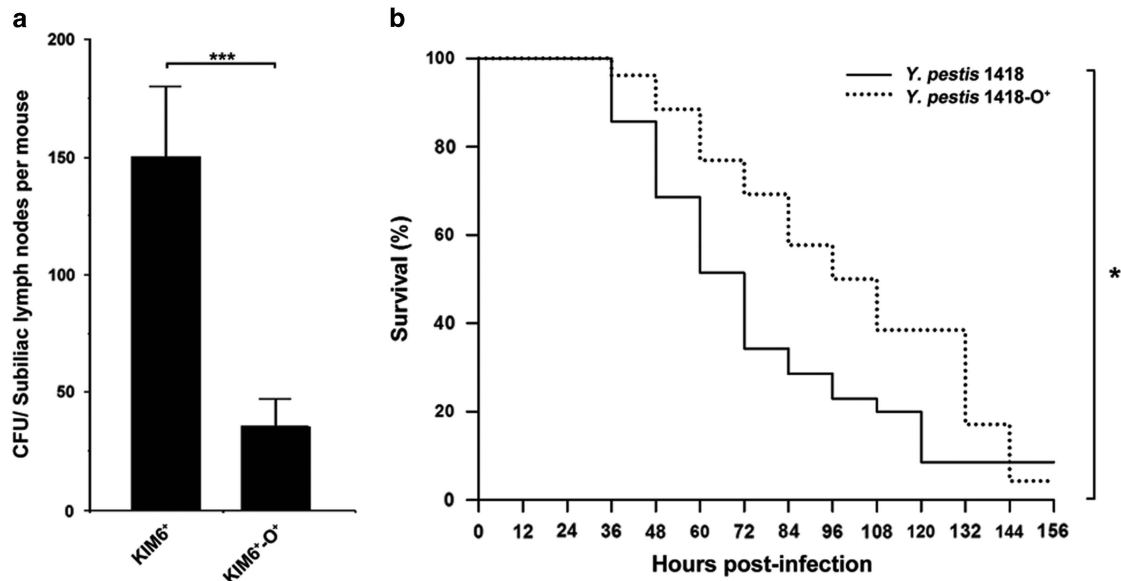 a
CFU/ Subiliac lymph nodes per mouse
200
150
100
50
0
***
KIM6⁺
KIM6⁺-O⁺
b
Survival (%)
100
80
60
40
20
0
Y. pestis 1418
Y. pestis 1418-O⁺
*
0 12 24 36 48 60 72 84 96 108 120 132 144 156
Hours post-infection